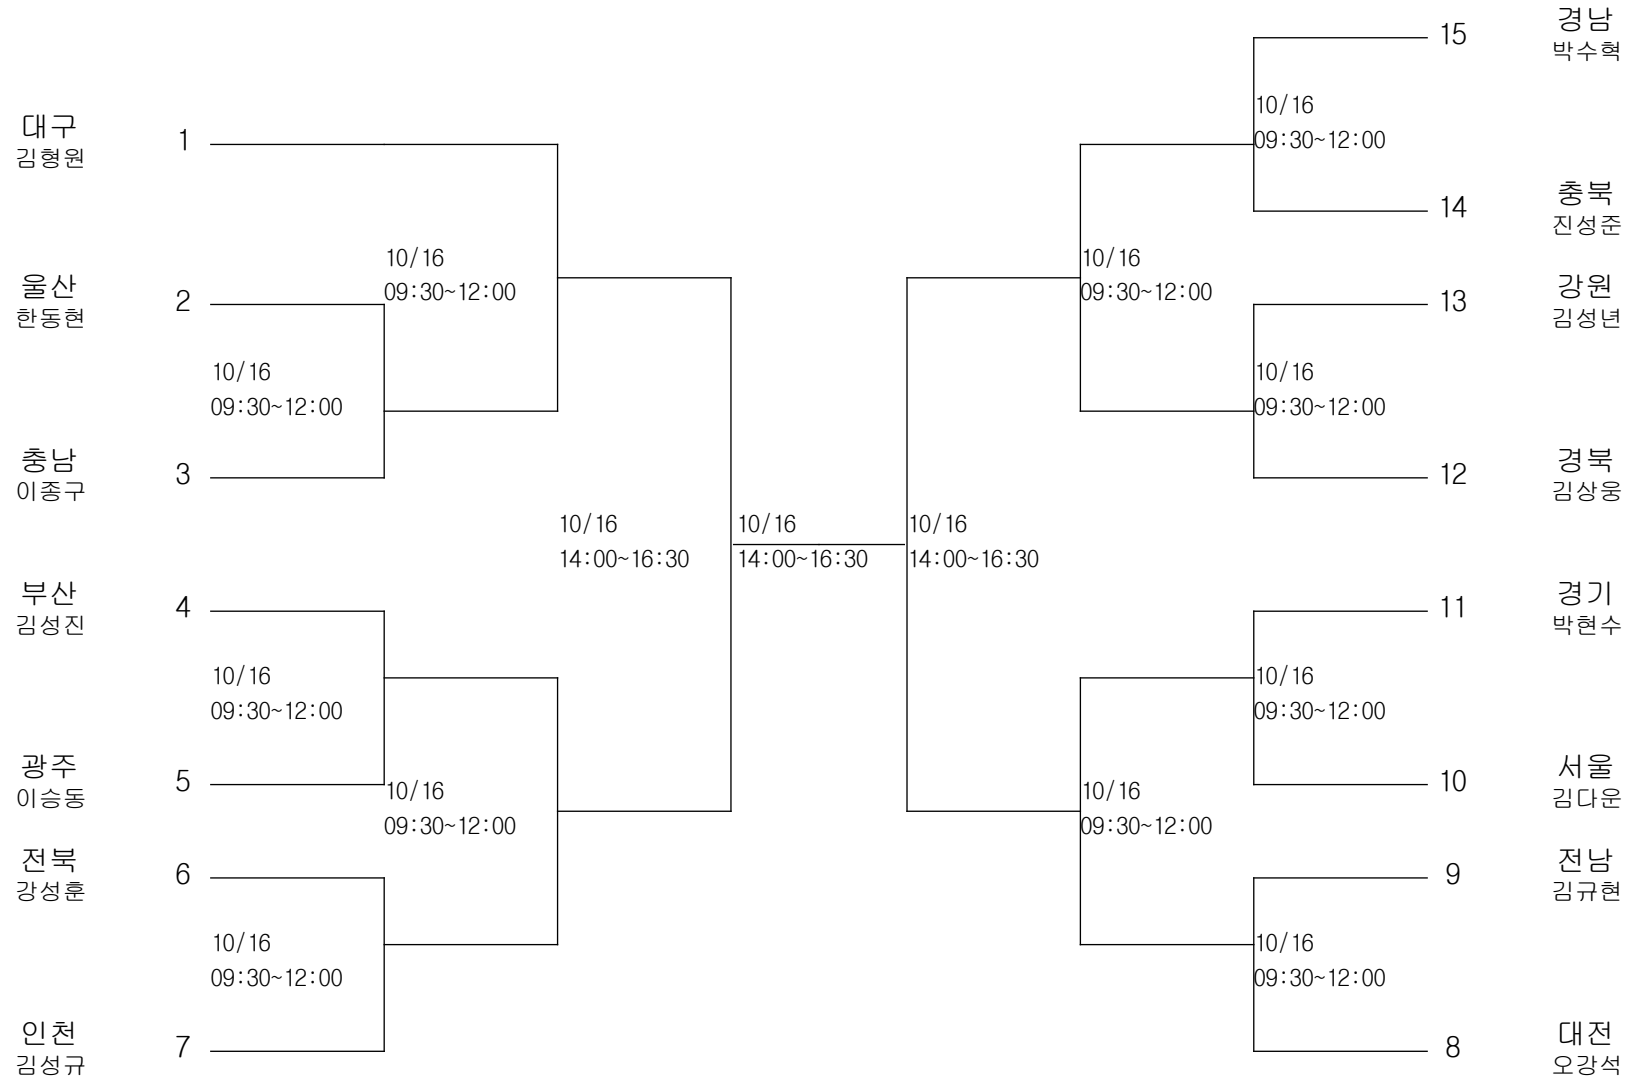 대구
김형원
1
울산
한동현
2
충남
이종구
3
부산
김성진
4
광주
이승동
5
전북
강성훈
6
인천
김성규
7
10/16
09:30~12:00
10/16
09:30~12:00
10/16
09:30~12:00
10/16
09:30~12:00
10/16
09:30~12:00
10/16
14:00~16:30
10/16
14:00~16:30
10/16
14:00~16:30
10/16
09:30~12:00
10/16
09:30~12:00
10/16
09:30~12:00
10/16
09:30~12:00
10/16
09:30~12:00
10/16
09:30~12:00
15
경남
박수혁
14
충북
진성준
13
강원
김성년
12
경북
김상웅
11
경기
박현수
10
서울
김다운
9
전남
김규현
8
대전
오강석